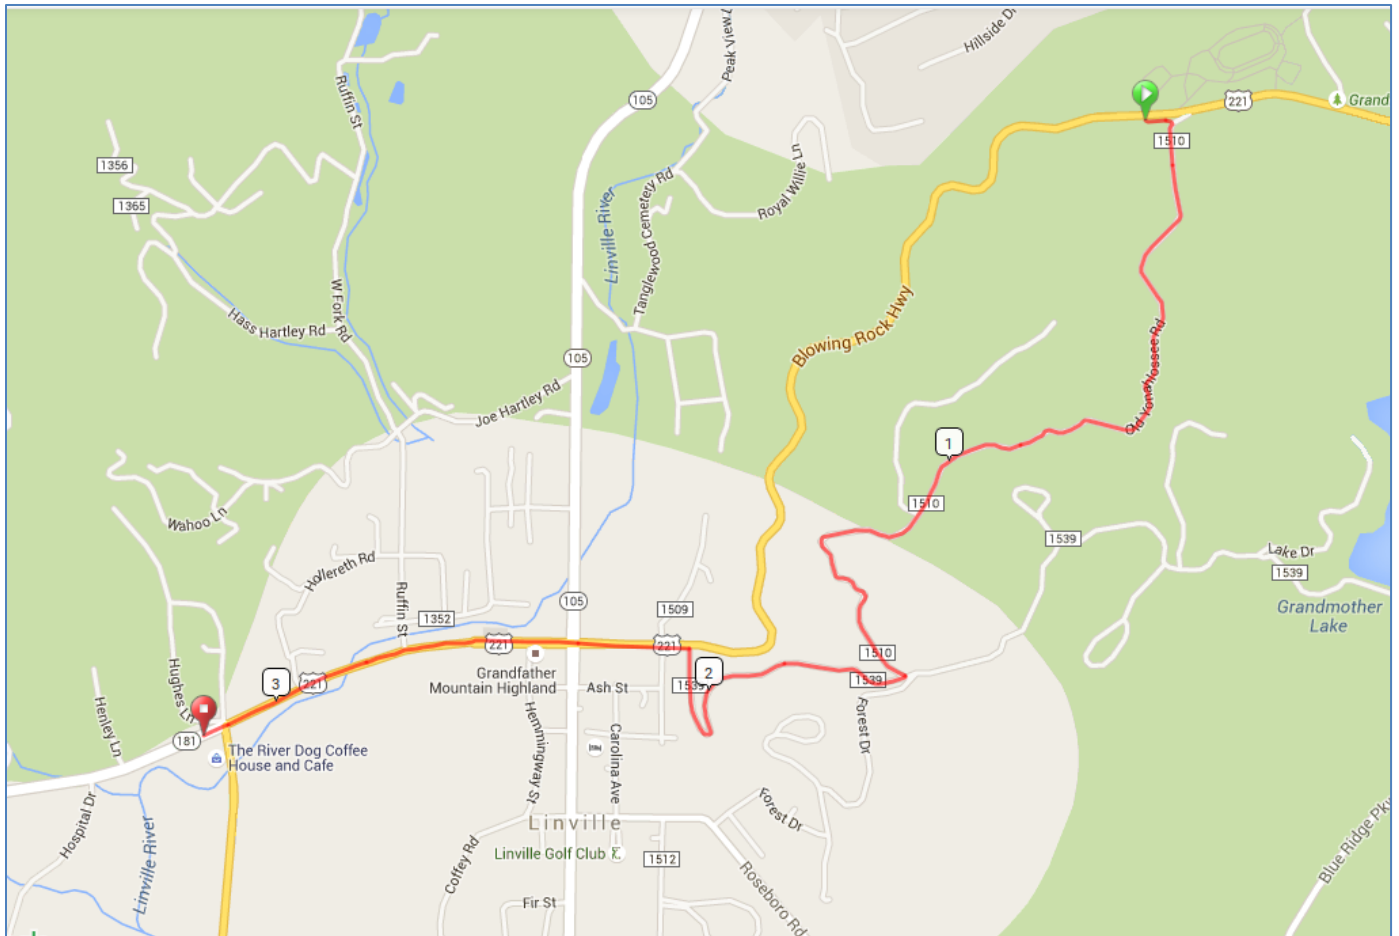 Hillside Dr
Peak View
Ruffin St
105
221
Grand
1510
1356
Royal Willie Ln
1365
Tanglewood Cemetery Rd
Linville River
W Fork Rd
Hass Hartley Rd
Blowing Rock Hwy
Old Yonahlossee Rd
105
Joe Hartley Rd
1
1510
Wahoo Ln
1539
Lake Dr
1539
Hollereth Rd
Ruffin St
Grandmother
Lake
105
1509
1352
221
221
1510
Grandfather
Mountain Highland
2
1539
1539
3
221
Ash St
Hughes Ln
Henley Ln
Hemmingway St
Carolina Ave
Forest Dr
181
The River Dog Coffee
House and Cafe
Hospital Dr
Forest Dr
Linville
Linville River
Linville Golf Club
1512
Coffey Rd
Roseboro Rd
Blue Ridge Pkw
Fir St